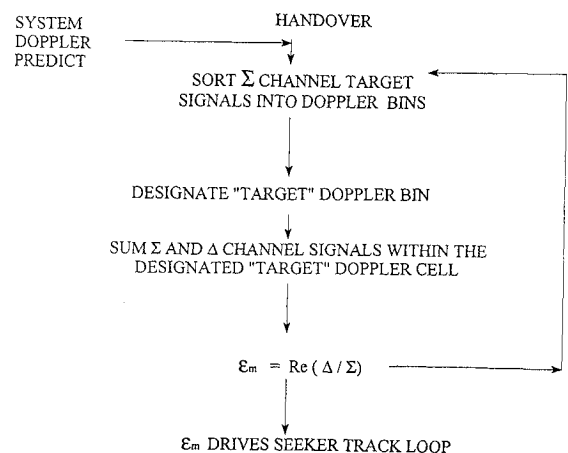 SYSTEM
DOPPLER
PREDICT
HANDOVER
SORT Σ CHANNEL TARGET
SIGNALS INTO DOPPLER BINS
DESIGNATE "TARGET" DOPPLER BIN
SUM Σ AND Δ CHANNEL SIGNALS WITHIN THE
DESIGNATED "TARGET" DOPPLER CELL
εm = Re ( Δ / Σ )
εm DRIVES SEEKER TRACK LOOP